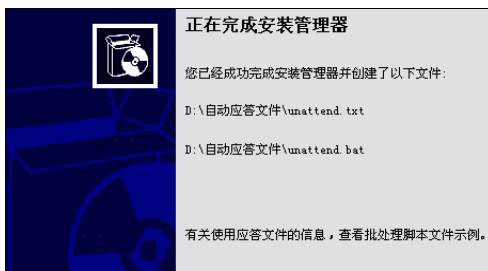 正在完成安装管理器
您已经成功完成安装管理器并创建了以下文件:
D:\自动应答文件\unattend.txt
D:\自动应答文件\unattend.bat
有关使用应答文件的信息，查看批处理脚本文件示例。